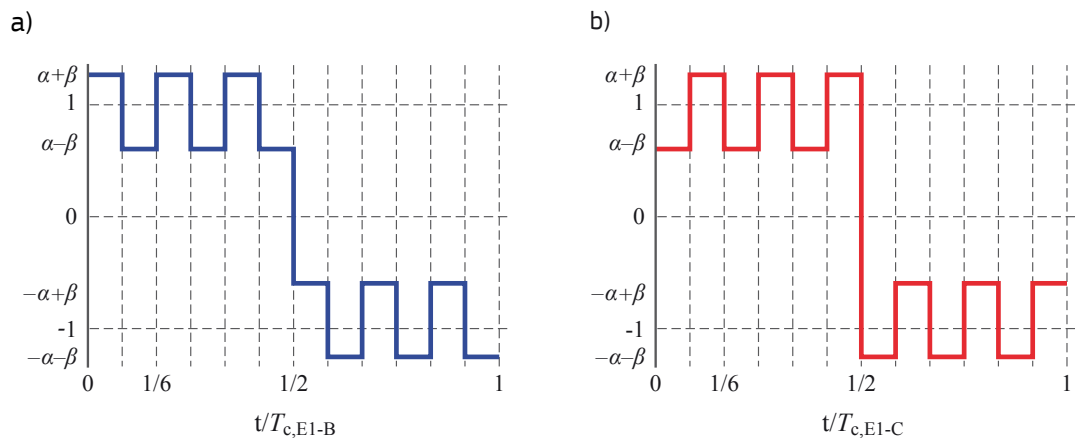 a)
α+β
1
α–β
0
–α+β
-1
–α–β
0 1/6 1/2 1
t/Tc,E1-B
b)
α+β
1
α–β
0
–α+β
-1
–α–β
0 1/6 1/2 1
t/Tc,E1-C